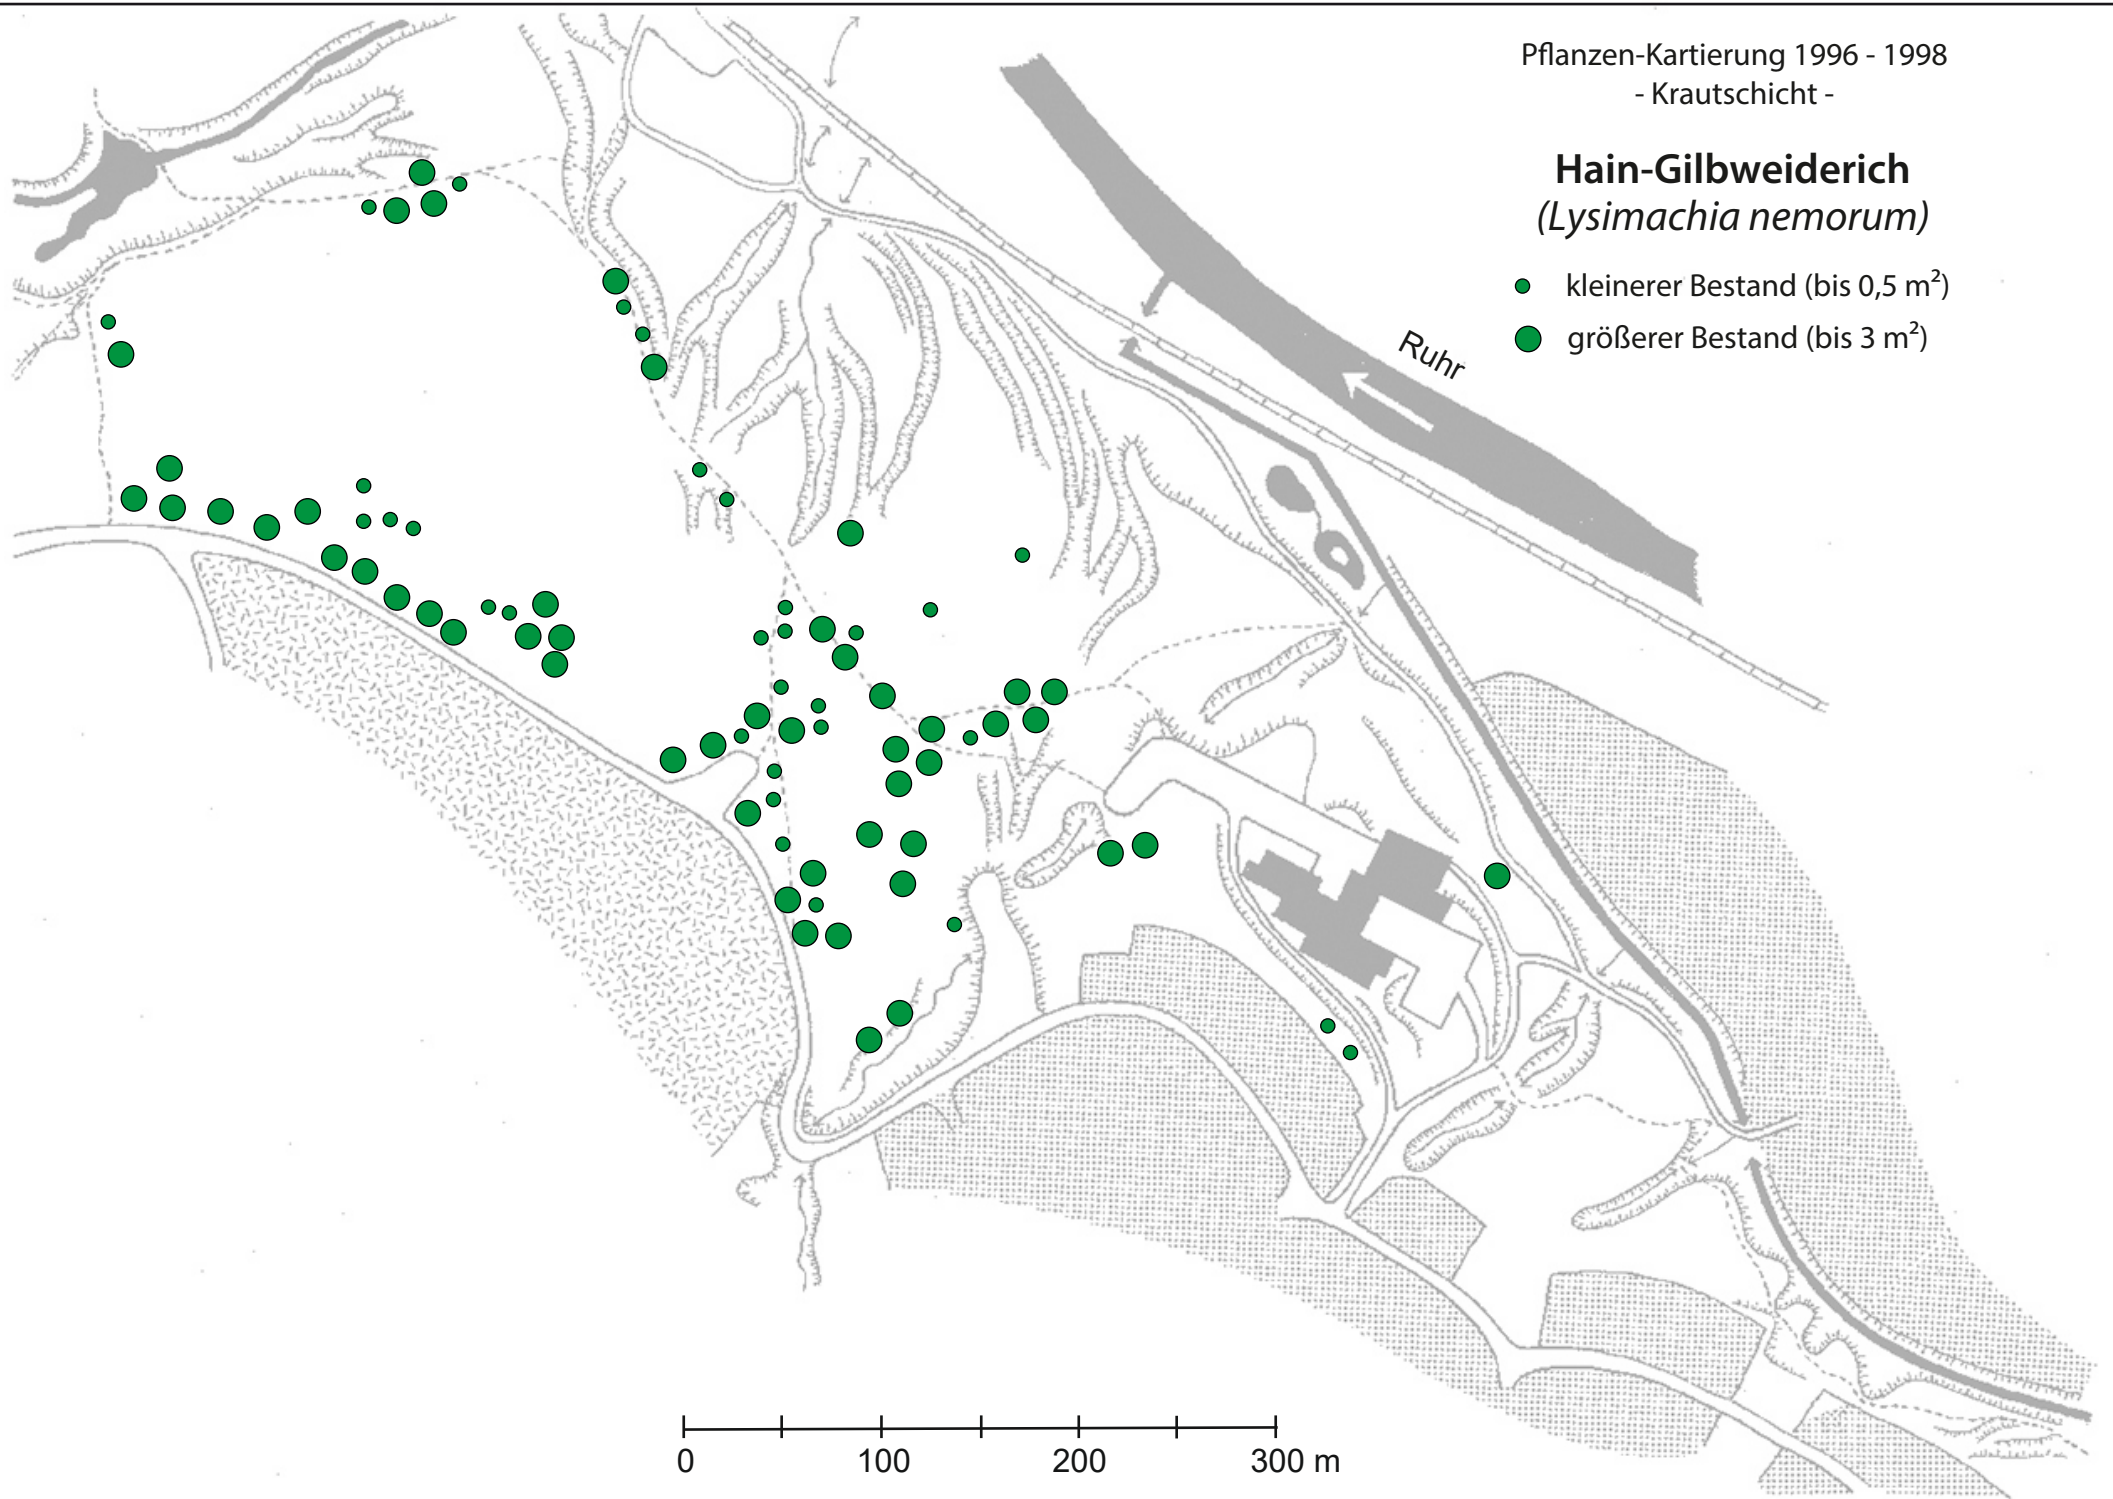 Pflanzen-Kartierung 1996 - 1998
- Krautschicht -
Hain-Gilbweiderich
(Lysimachia nemorum)
kleinerer Bestand (bis 0,5 m²)
größerer Bestand (bis 3 m²)
Ruhr
0 100 200 300 m